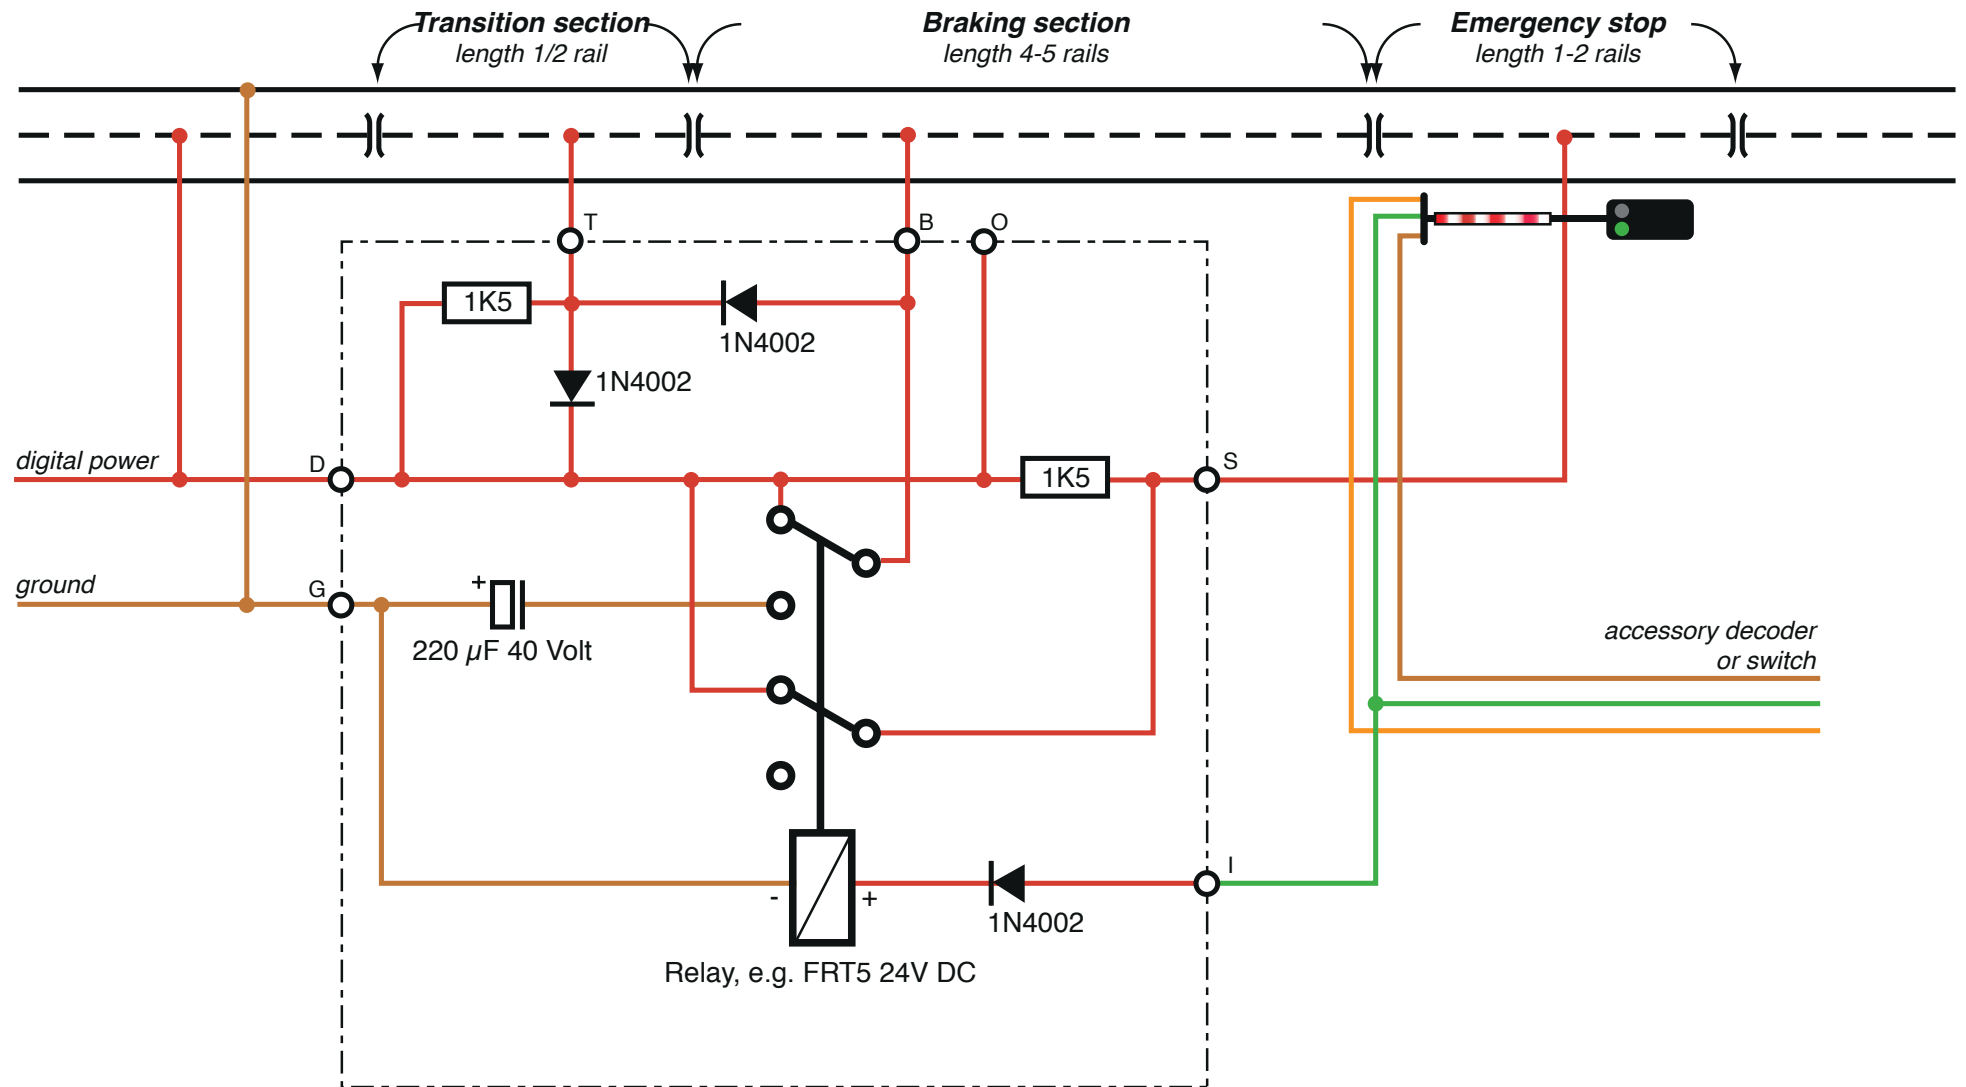 Transition section
length 1/2 rail
Braking section
length 4-5 rails
Emergency stop
length 1-2 rails
T
B
O
1K5
1N4002
1N4002
digital power
D
1K5
S
ground
G
+
220 µF 40 Volt
accessory decoder
or switch
I
-
+
1N4002
Relay, e.g. FRT5 24V DC